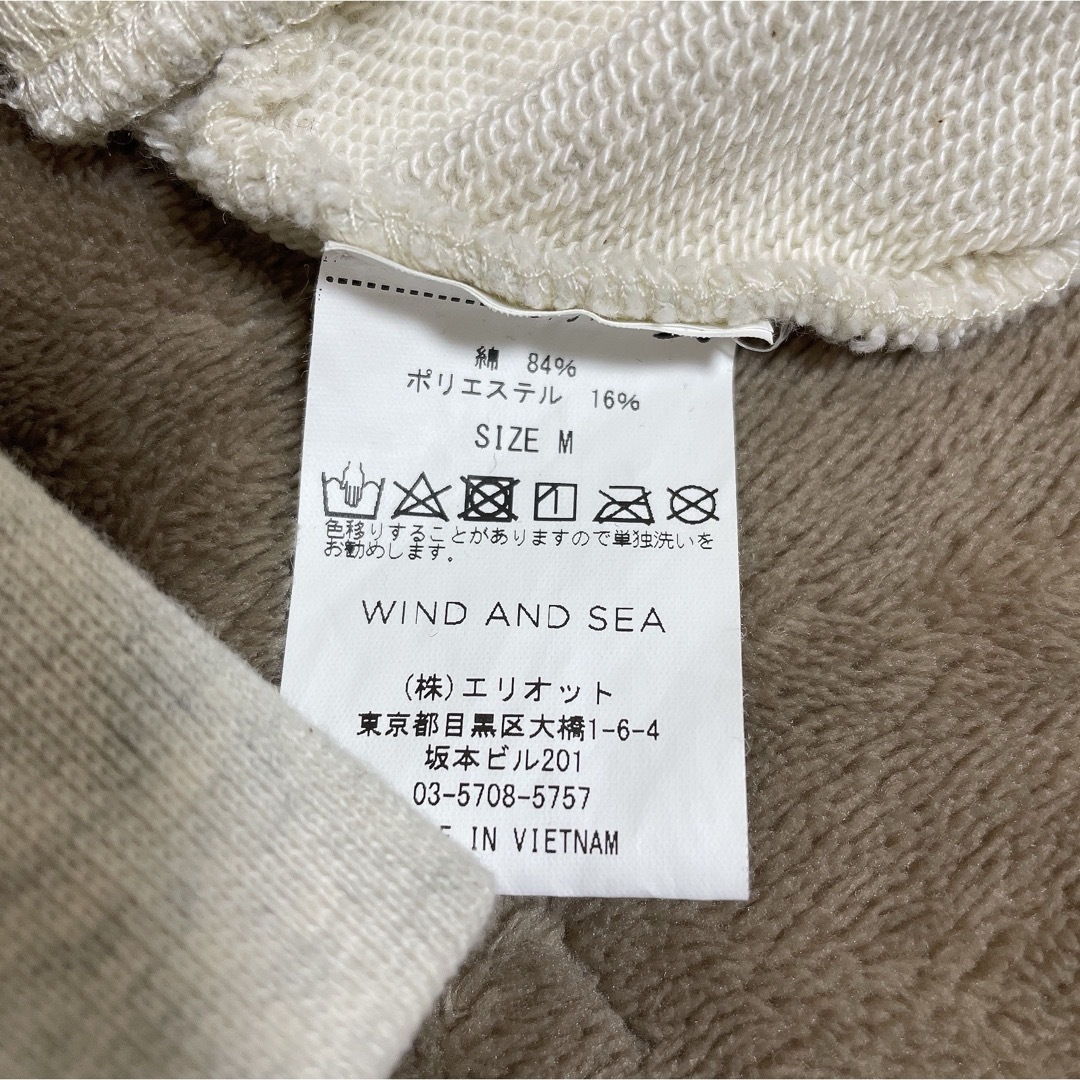 綿 84%
ポリエステル 16%
SIZE M
色移りすることがありますので単独洗いを
お勧めします。
WIND AND SEA
(株)エリオット
東京都目黒区大橋1-6-4
坂本ビル201
03-5708-5757
IN VIETNAM